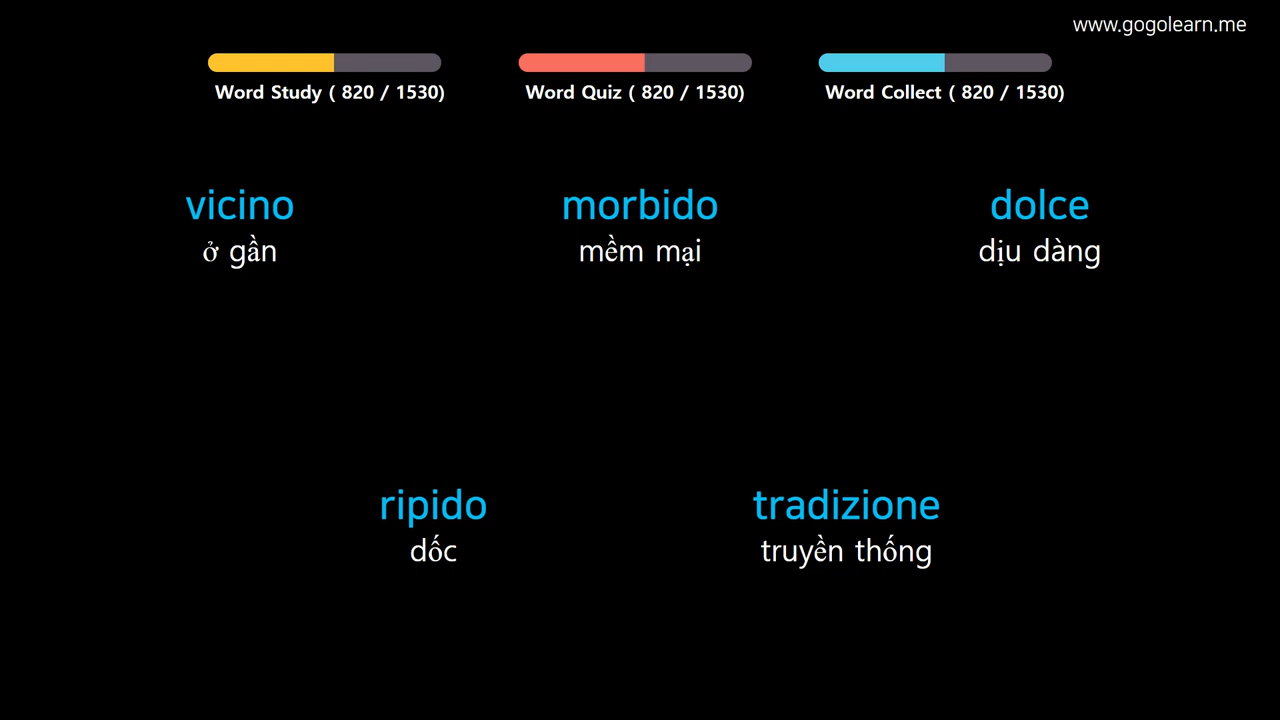 www.gogolearn.me
Word Study ( 820 / 1530)
Word Quiz ( 820 / 1530)
Word Collect ( 820 / 1530)
vicino
ở gần
morbido
mềm mại
dolce
dịu dàng
ripido
dốc
tradizione
truyền thống